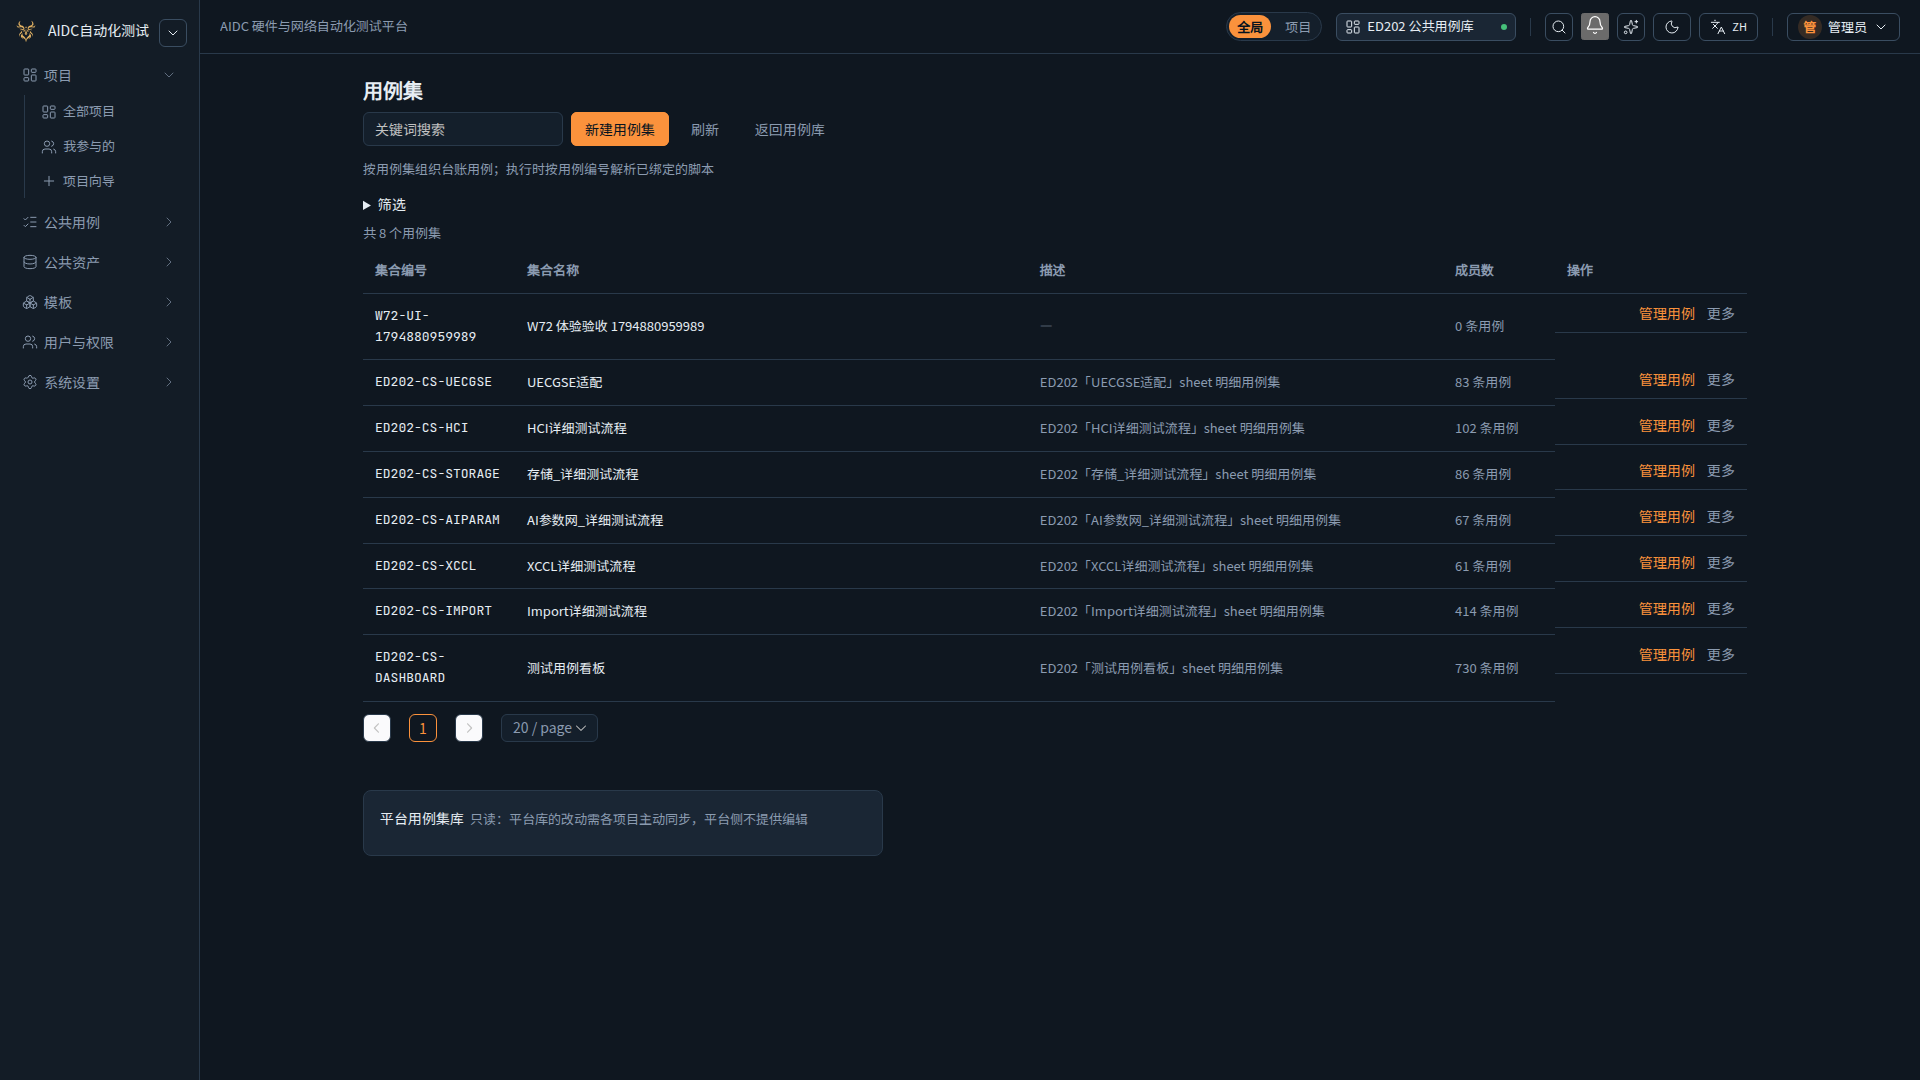 AIDC自动化测试
AIDC 硬件与网络自动化测试平台
全局 项目
ED202 公共用例库
ZH
管 管理员
项目
全部项目
我参与的
项目向导
公共用例
公共资产
模板
用户与权限
系统设置
用例集
关键词搜索 新建用例集 刷新 返回用例库
按用例集组织台账用例；执行时按用例编号解析已绑定的脚本
筛选
共 8 个用例集
集合编号 集合名称 描述 成员数 操作
W72-UI-
1794880959989 W72 体验验收 1794880959989 — 0 条用例 管理用例 更多
ED202-CS-UECGSE UECGSE适配 ED202「UECGSE适配」sheet 明细用例集 83 条用例 管理用例 更多
ED202-CS-HCI HCI详细测试流程 ED202「HCI详细测试流程」sheet 明细用例集 102 条用例 管理用例 更多
ED202-CS-STORAGE 存储_详细测试流程 ED202「存储_详细测试流程」sheet 明细用例集 86 条用例 管理用例 更多
ED202-CS-AIPARAM AI参数网_详细测试流程 ED202「AI参数网_详细测试流程」sheet 明细用例集 67 条用例 管理用例 更多
ED202-CS-XCCL XCCL详细测试流程 ED202「XCCL详细测试流程」sheet 明细用例集 61 条用例 管理用例 更多
ED202-CS-IMPORT Import详细测试流程 ED202「Import详细测试流程」sheet 明细用例集 414 条用例 管理用例 更多
ED202-CS-
DASHBOARD 测试用例看板 ED202「测试用例看板」sheet 明细用例集 730 条用例 管理用例 更多
1 20 / page
平台用例集库 只读：平台库的改动需各项目主动同步，平台侧不提供编辑